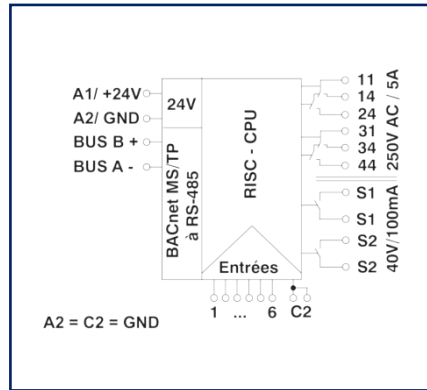 A1/ +24V
A2/ GND
BUS B +
BUS A -
24V
BACnet MS/TP
à RS-485
RISC - CPU
Entrées
1 ... 6 C2
11
14
24
31
34
44
250V AC / 5A
S1
S1
S2
S2
40V/100mA
A2 = C2 = GND